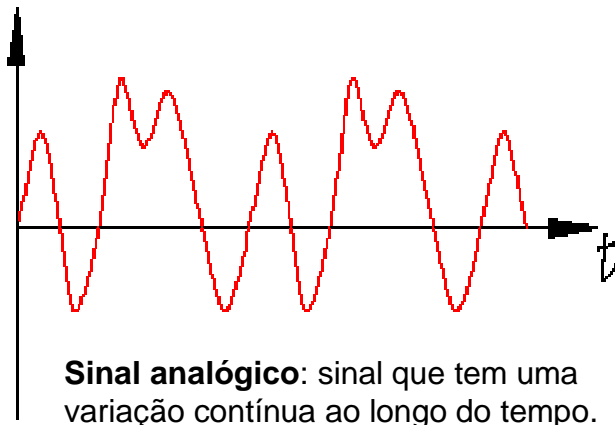 t
Sinal analógico: sinal que tem uma
variação contínua ao longo do tempo.